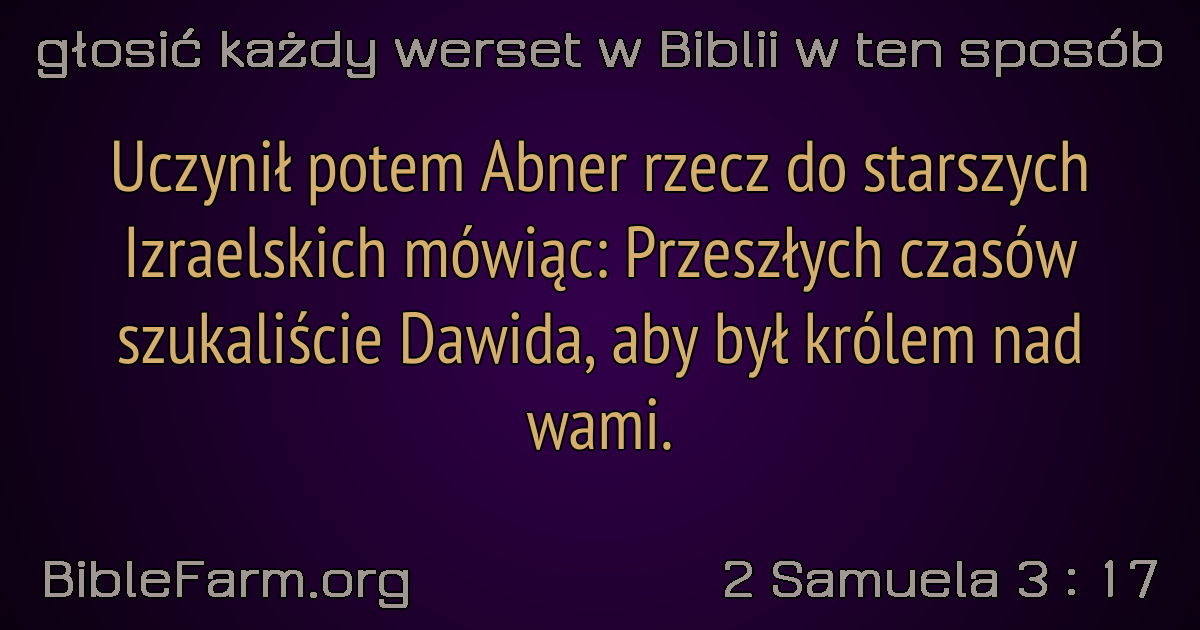 głosić każdy werset w Biblii w ten sposób
Uczynił potem Abner rzecz do starszych
Izraelskich mówiąc: Przeszłych czasów
szukaliście Dawida, aby był królem nad
wami.
BibleFarm.org
2 Samuela 3 : 17